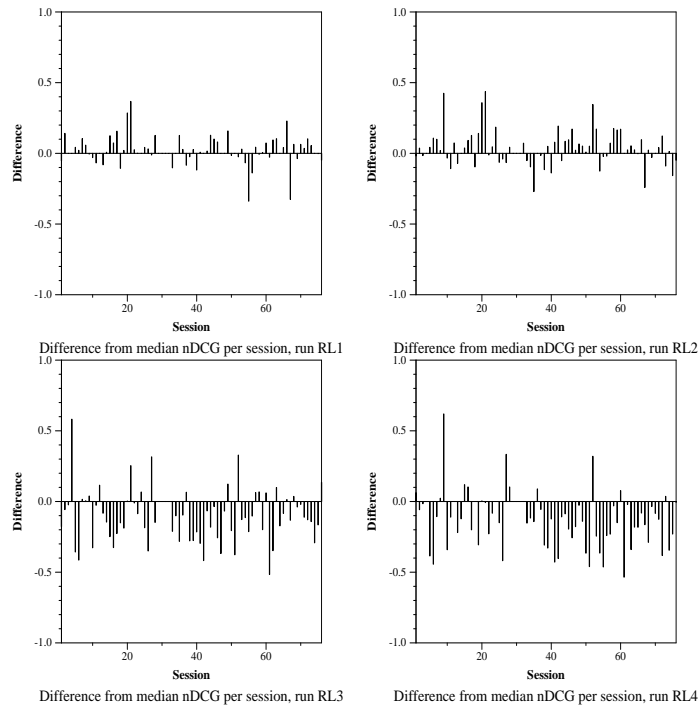 1.0
0.5
0.0
-0.5
-1.0
Difference
20
40
60
Session
Difference from median nDCG per session, run RL1
1.0
0.5
0.0
-0.5
-1.0
Difference
20
40
60
Session
Difference from median nDCG per session, run RL2
1.0
0.5
0.0
-0.5
-1.0
Difference
20
40
60
Session
Difference from median nDCG per session, run RL3
1.0
0.5
0.0
-0.5
-1.0
Difference
20
40
60
Session
Difference from median nDCG per session, run RL4